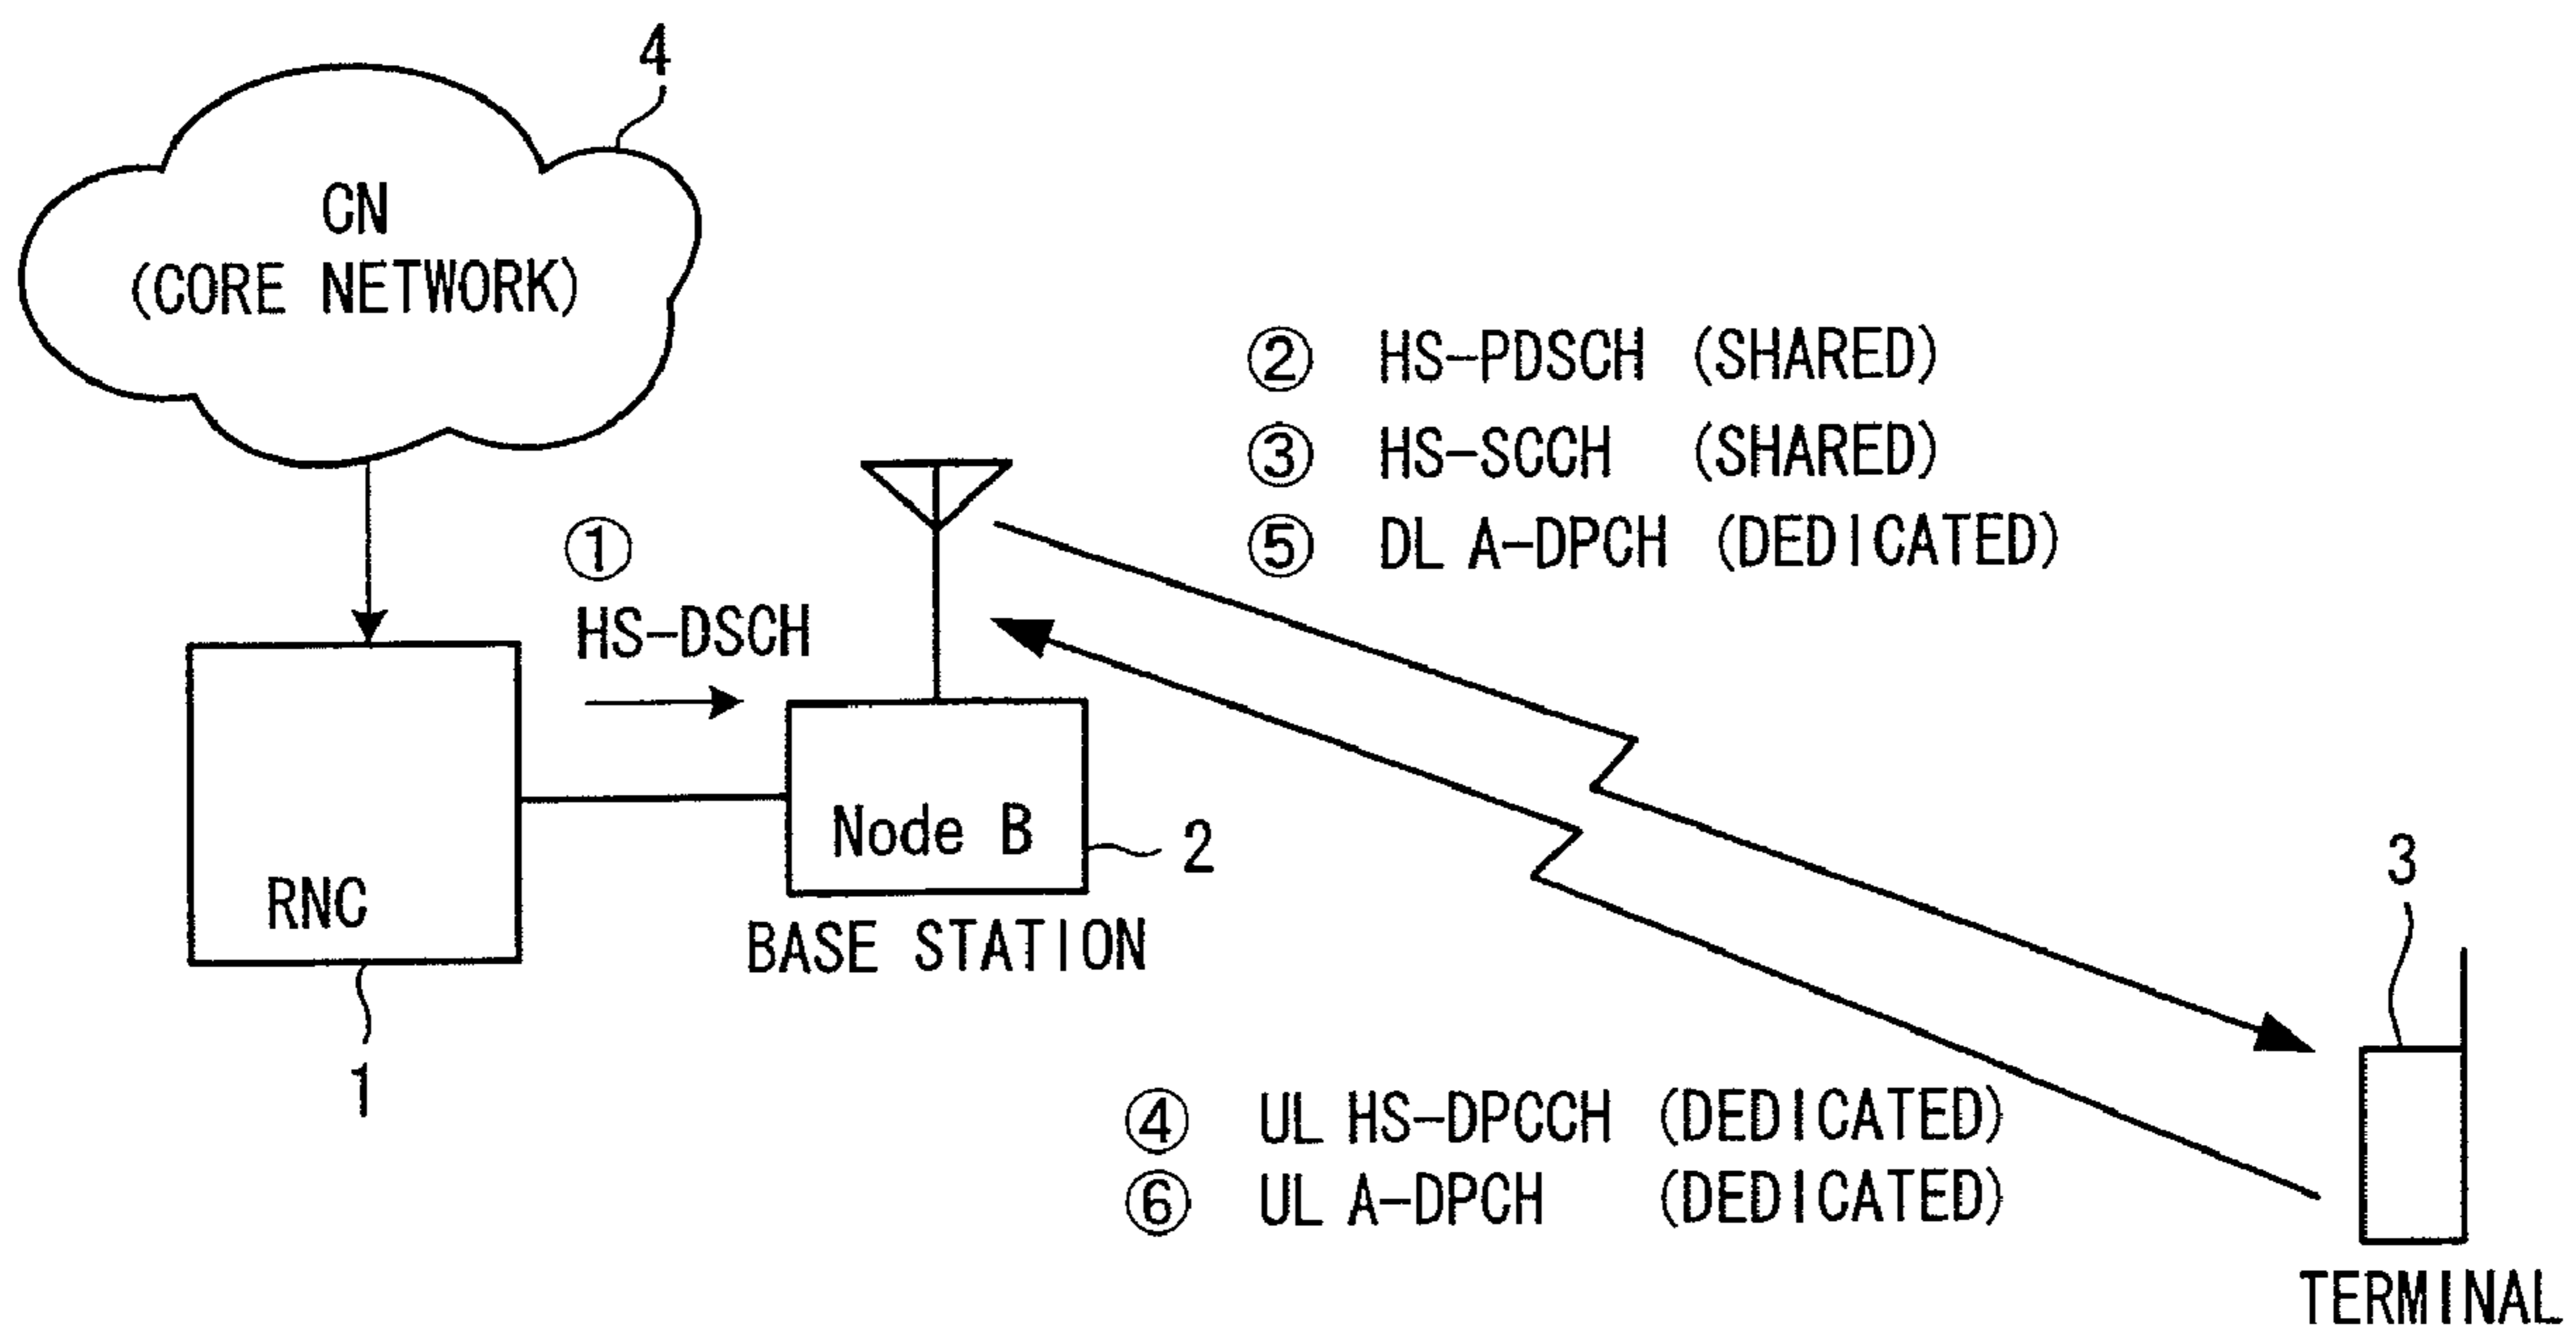 4
CN
(CORE NETWORK)
② HS-PDSCH (SHARED)
③ HS-SCCH (SHARED)
⑤ DL A-DPCH (DEDICATED)
①
HS-DSCH
RNC
1
Node B
2
BASE STATION
3
④ UL HS-DPCCH (DEDICATED)
⑥ UL A-DPCH (DEDICATED)
TERMINAL